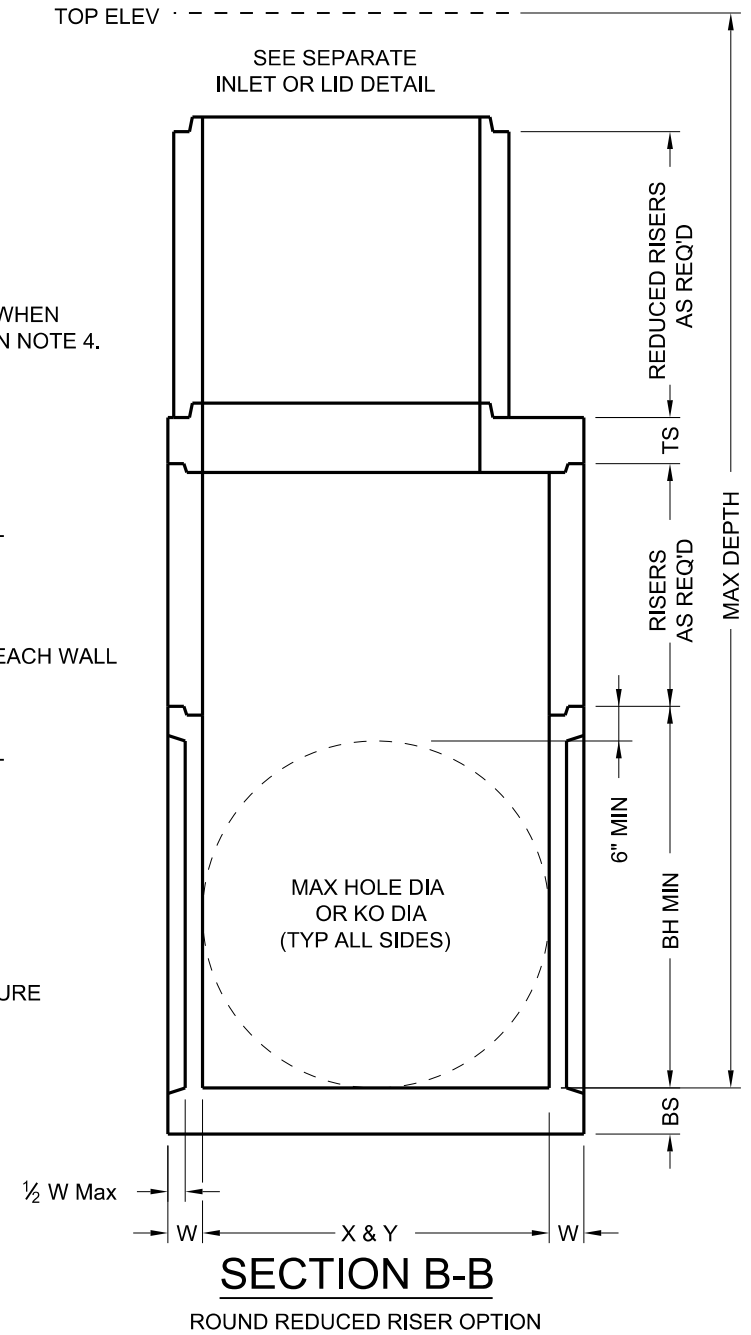 TOP ELEV
SEE SEPARATE
INLET OR LID DETAIL
WHEN
N NOTE 4.
REDUCED RISERS
AS REQ'D
TS
RISERS
AS REQ'D
MAX DEPTH
EACH WALL
6" MIN
BH MIN
MAX HOLE DIA
OR KO DIA
(TYP ALL SIDES)
URE
BS
½ W Max
W
X & Y
W
SECTION B-B
ROUND REDUCED RISER OPTION